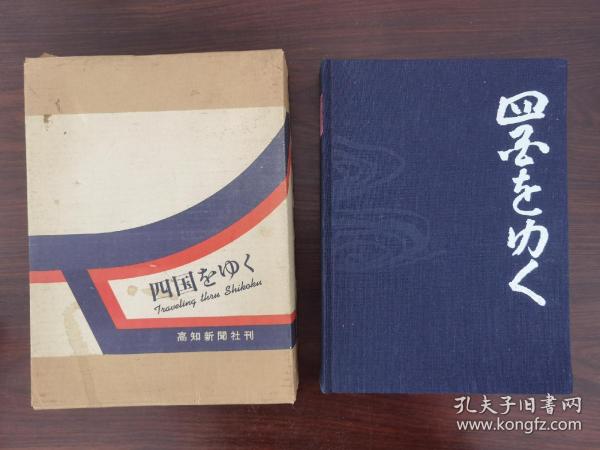 四国をゆく
Traveling thru Shikoku
高知新聞社刊
四国をゆく
孔夫子旧书网
www.kongfz.com